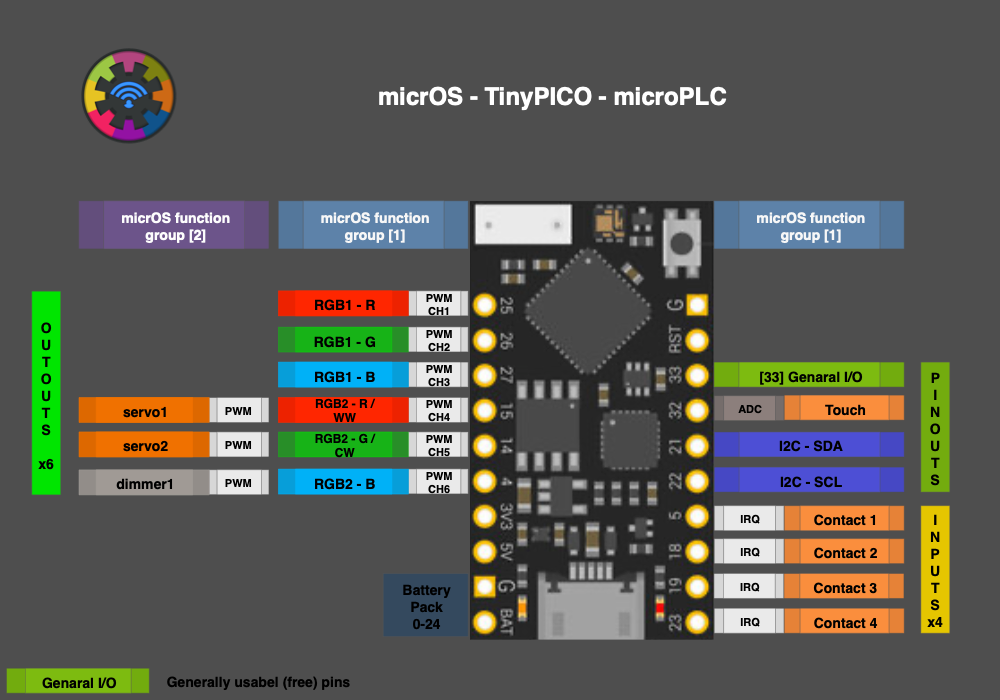 micrOS - TinyPICO - microPLC
micrOS function
group [2]
micrOS function
group [1]
micrOS function
group [1]
OUTOUTS
x6
RGB1 - R
PWM
CH1
RGB1 - G
PWM
CH2
RGB1 - B
PWM
CH3
servo1
PWM
RGB2 - R /
WW
PWM
CH4
servo2
PWM
RGB2 - G /
CW
PWM
CH5
dimmer1
PWM
RGB2 - B
PWM
CH6
Battery
Pack
0-24
25
26
27
15
14
4
3V3
5V
G
BAT
G
RST
33
32
21
22
5
18
19
23
[33] Genaral I/O
ADC
Touch
I2C - SDA
I2C - SCL
IRQ
Contact 1
IRQ
Contact 2
IRQ
Contact 3
IRQ
Contact 4
PINOUTS
INPUTS
x4
Genaral I/O
Generally usabel (free) pins